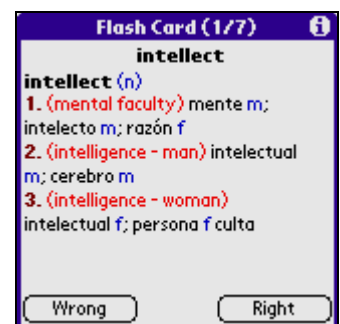 Flash Card (1/7)
intellect
intellect (n)
1. (mental faculty) mente m;
intelecto m; razón f
2. (intelligence - man) intelectual
m; cerebro m
3. (intelligence - woman)
intelectual f; persona f culta
Wrong Right